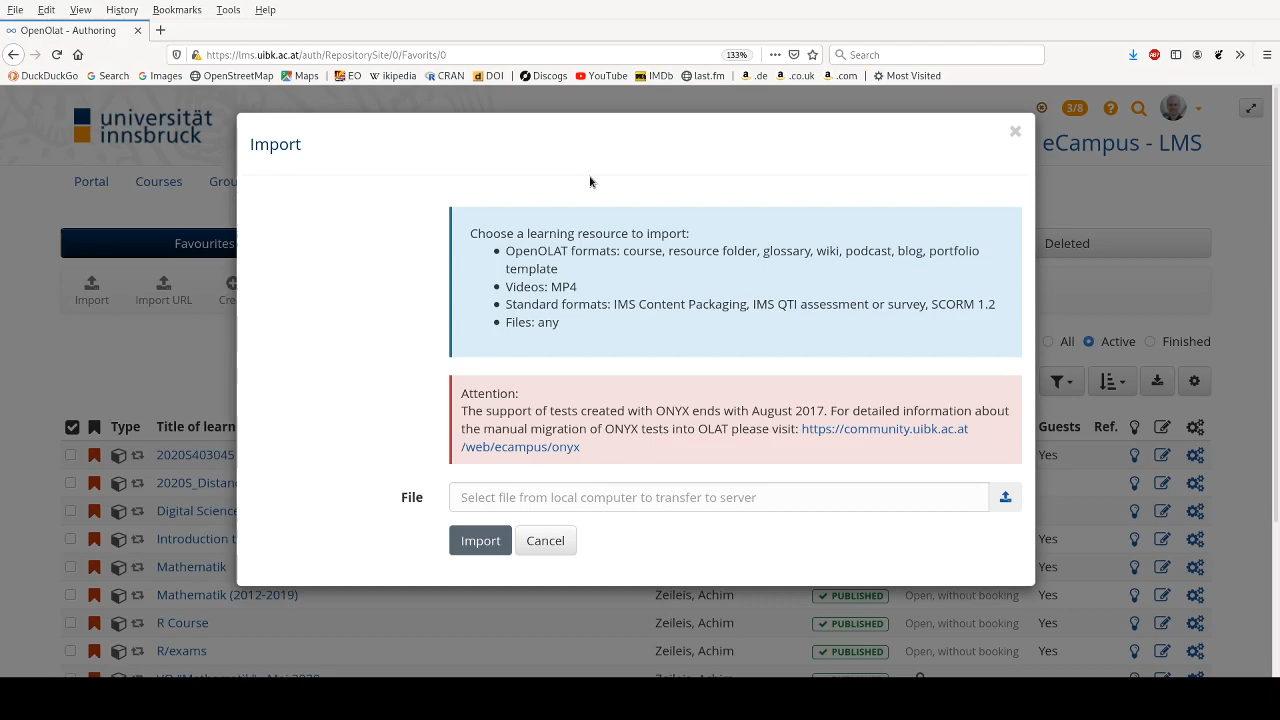 File Edit View History Bookmarks Tools Help
OpenOlat - Authoring
https://lms.uibk.ac.at/auth/RepositorySite/0/Favorits/0 133% Search
DuckDuckGo Search Images OpenStreetMap Maps EO Wikipedia CRAN DOI Discogs YouTube IMDb last.fm .de .co.uk .com Most Visited
universität
innsbruck
3/8
eCampus - LMS
Portal Courses Grou
Favourites Deleted
Import Import URL Cre
All Active Finished
Import
Choose a learning resource to import:
OpenOLAT formats: course, resource folder, glossary, wiki, podcast, blog, portfolio
template
Videos: MP4
Standard formats: IMS Content Packaging, IMS QTI assessment or survey, SCORM 1.2
Files: any
Attention:
The support of tests created with ONYX ends with August 2017. For detailed information about
the manual migration of ONYX tests into OLAT please visit: https://community.uibk.ac.at
/web/ecampus/onyx
File Select file from local computer to transfer to server
Import Cancel
Type Title of learn Guests Ref.
2020S403045 Yes
2020S_Distan
Digital Science
Introduction t Yes
Mathematik Yes
Mathematik (2012-2019) Zeileis, Achim PUBLISHED Open, without booking Yes
R Course Zeileis, Achim PUBLISHED Open, without booking Yes
R/exams Zeileis, Achim PUBLISHED Open, without booking Yes